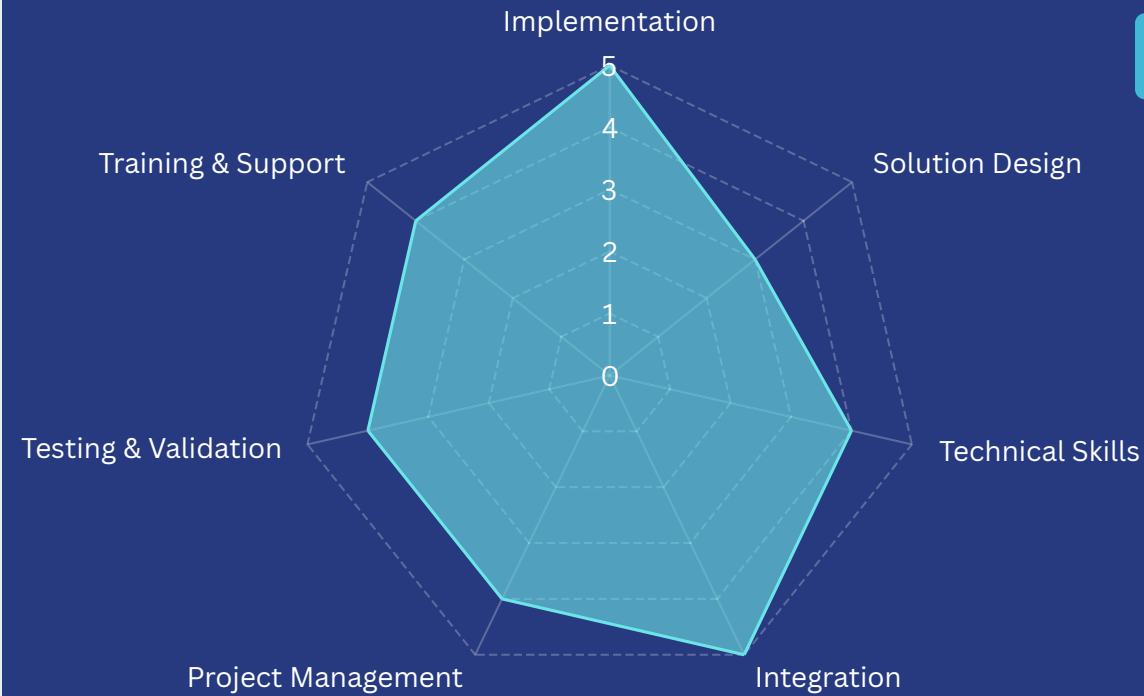 Implementation
5
4
Training & Support
Solution Design
3
2
1
0
Testing & Validation
Technical Skills
Project Management
Integration